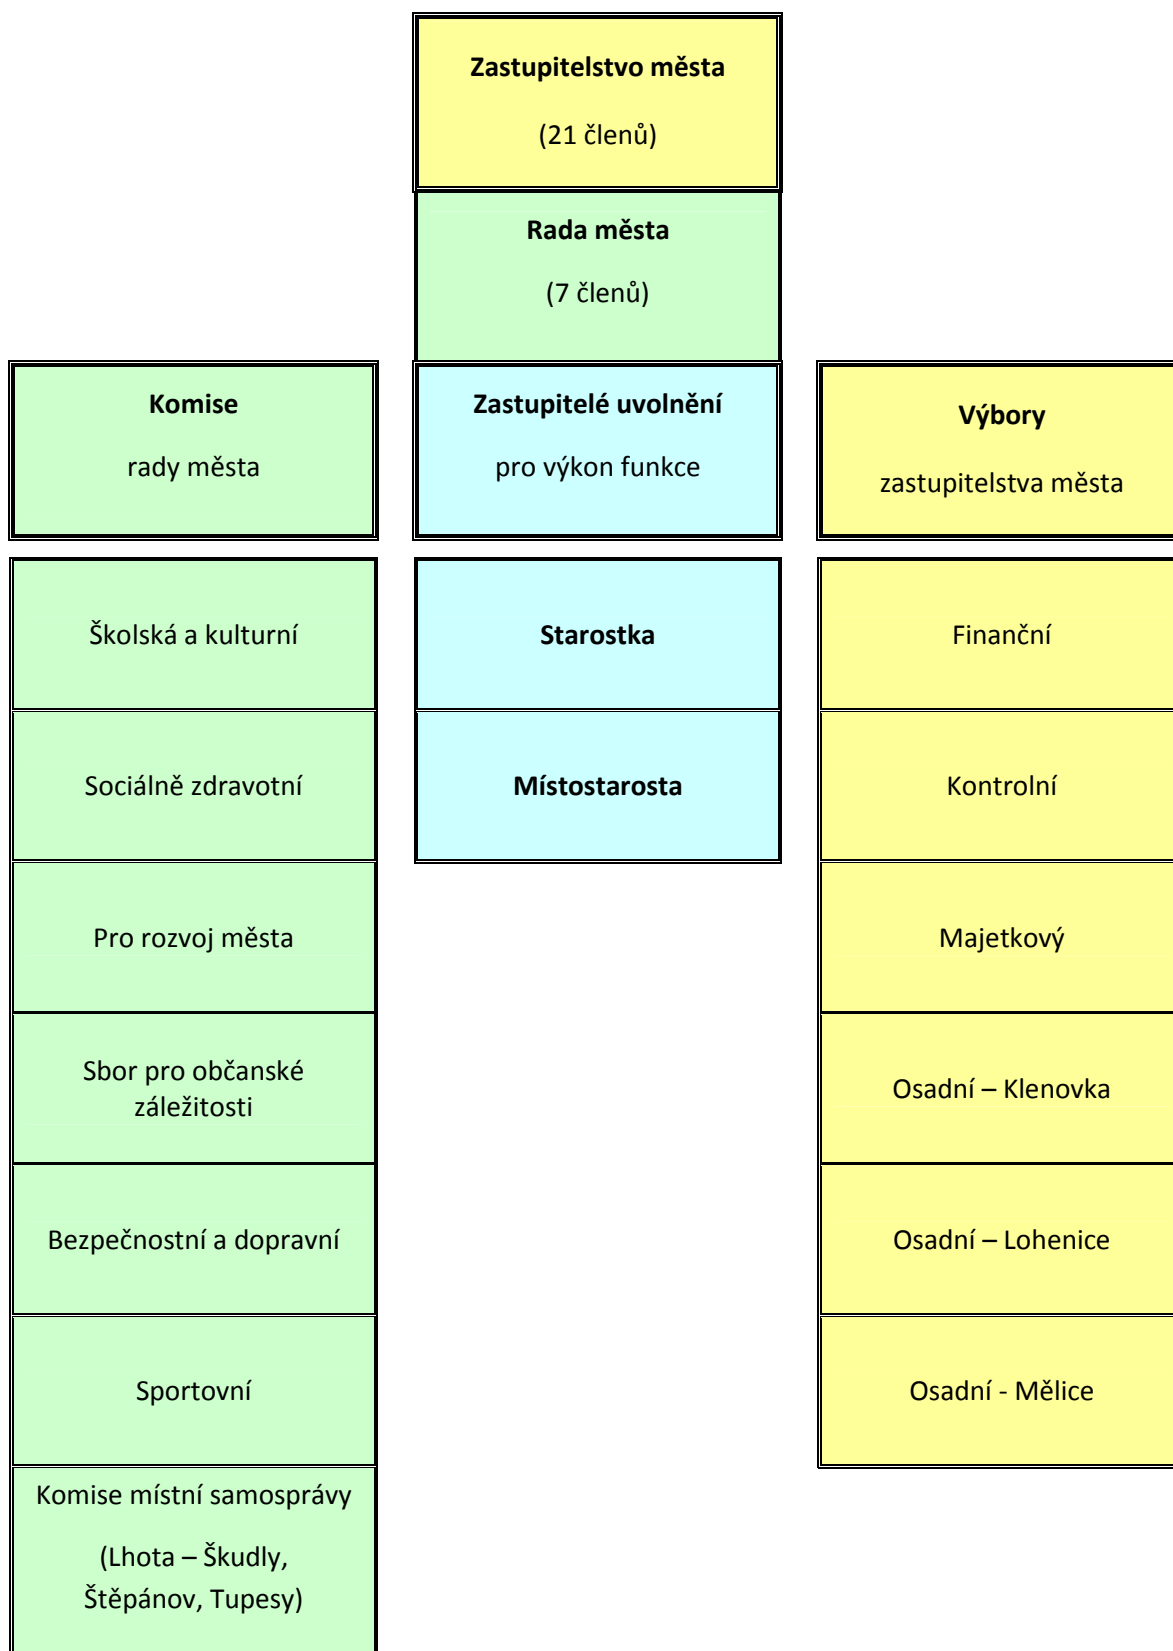 Zastupitelstvo města
(21 členů)
Rada města
(7 členů)
Komise
rady města
Zastupitelé uvolnění
pro výkon funkce
Výbory
zastupitelstva města
Školská a kulturní
Starostka
Finanční
Sociálně zdravotní
Místostarosta
Kontrolní
Pro rozvoj města
Majetkový
Sbor pro občanské
záležitosti
Osadní – Klenovka
Bezpečnostní a dopravní
Osadní – Lohenice
Sportovní
Osadní - Mělice
Komise místní samosprávy
(Lhota – Škudly,
Štěpánov, Tupesy)